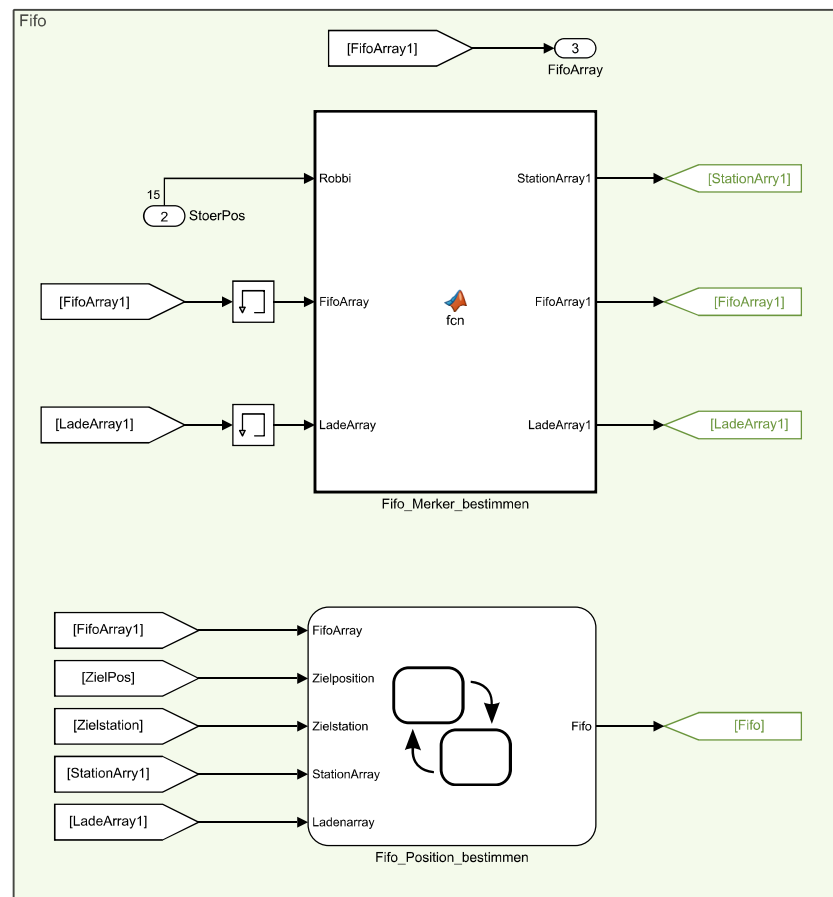 Fifo
[FifoArray1]
3
FifoArray
15
2
StoerPos
Robbi
StationArray1
[StationArry1]
[FifoArray1]
FifoArray
fcn
FifoArray1
[FifoArray1]
[LadeArray1]
LadeArray
LadeArray1
[LadeArray1]
Fifo_Merker_bestimmen
[FifoArray1]
FifoArray
[ZielPos]
Zielposition
[Zielstation]
Zielstation
Fifo
[Fifo]
[StationArry1]
StationArray
[LadeArray1]
Ladenarray
Fifo_Position_bestimmen